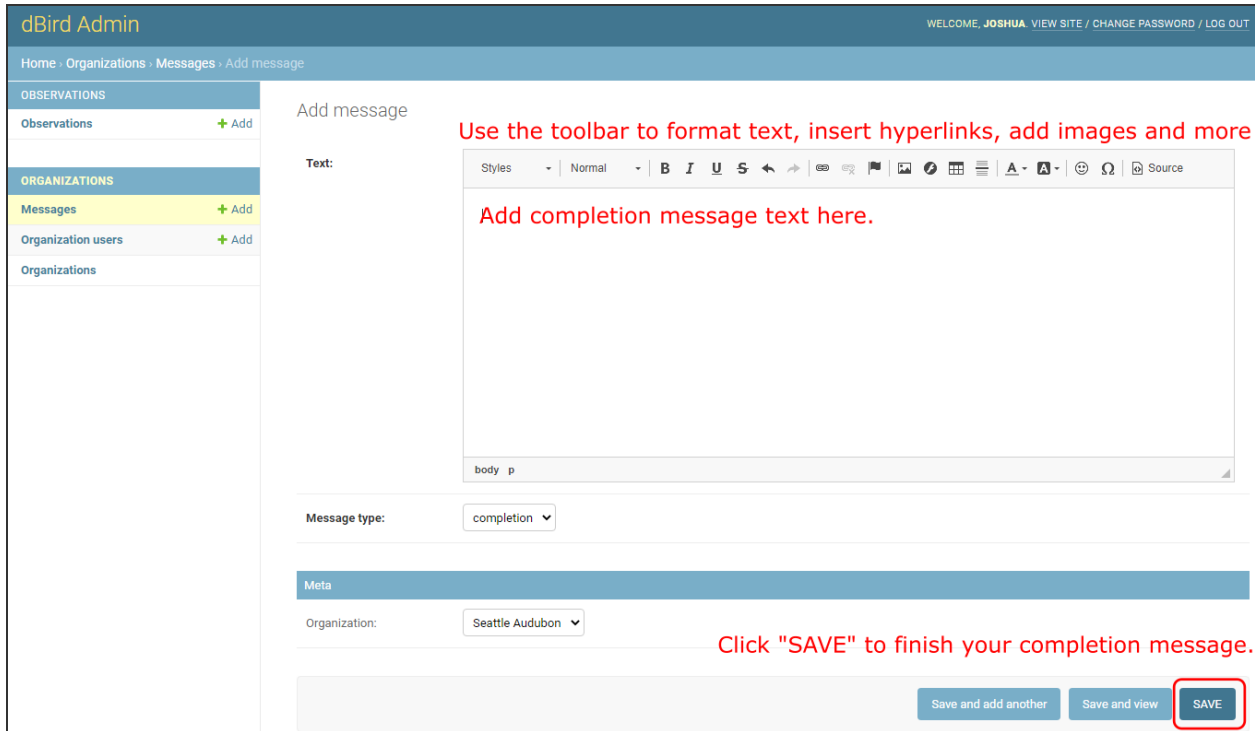 dBird Admin
WELCOME, JOSHUA. VIEW SITE / CHANGE PASSWORD / LOG OUT
Home › Organizations › Messages › Add message
OBSERVATIONS
Observations + Add
ORGANIZATIONS
Messages + Add
Organization users + Add
Organizations
Add message
Use the toolbar to format text, insert hyperlinks, add images and more
Text:
Styles Normal B I U S A A Ω Source
Add completion message text here.
body p
Message type: completion
Meta
Organization: Seattle Audubon
Click "SAVE" to finish your completion message.
Save and add another Save and view SAVE